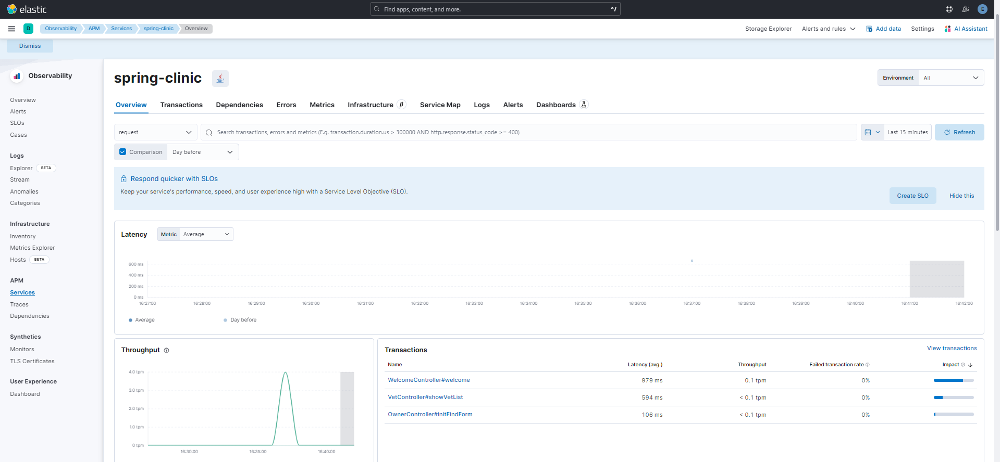 elastic
Find apps, content, and more.
^/
E
D
Observability
APM
Services
spring-clinic
Overview
Storage Explorer
Alerts and rules
Add data
Settings
AI Assistant
Dismiss
Observability
Overview
Alerts
SLOs
Cases
Logs
Explorer BETA
Stream
Anomalies
Categories
Infrastructure
Inventory
Metrics Explorer
Hosts BETA
APM
Services
Traces
Dependencies
Synthetics
Monitors
TLS Certificates
User Experience
Dashboard
spring-clinic
Environment All
Overview Transactions Dependencies Errors Metrics Infrastructure β Service Map Logs Alerts Dashboards
request
Search transactions, errors and metrics (E.g. transaction.duration.us > 300000 AND http.response.status_code >= 400)
Last 15 minutes
Refresh
Comparison Day before
Respond quicker with SLOs
Keep your service's performance, speed, and user experience high with a Service Level Objective (SLO).
Create SLO
Hide this
Latency
Metric Average
600 ms
400 ms
200 ms
0 ms
16:27:00 16:28:00 16:29:00 16:30:00 16:31:00 16:32:00 16:33:00 16:34:00 16:35:00 16:36:00 16:37:00 16:38:00 16:39:00 16:40:00 16:41:00 16:42:00
Average
Day before
Throughput
4.0 tpm
3.0 tpm
2.0 tpm
1.0 tpm
0 tpm
16:30:00 16:35:00 16:40:00
Transactions
View transactions
Name Latency (avg.) Throughput Failed transaction rate Impact
WelcomeController#welcome 979 ms 0.1 tpm 0%
VetController#showVetList 594 ms < 0.1 tpm 0%
OwnerController#initFindForm 106 ms < 0.1 tpm 0%